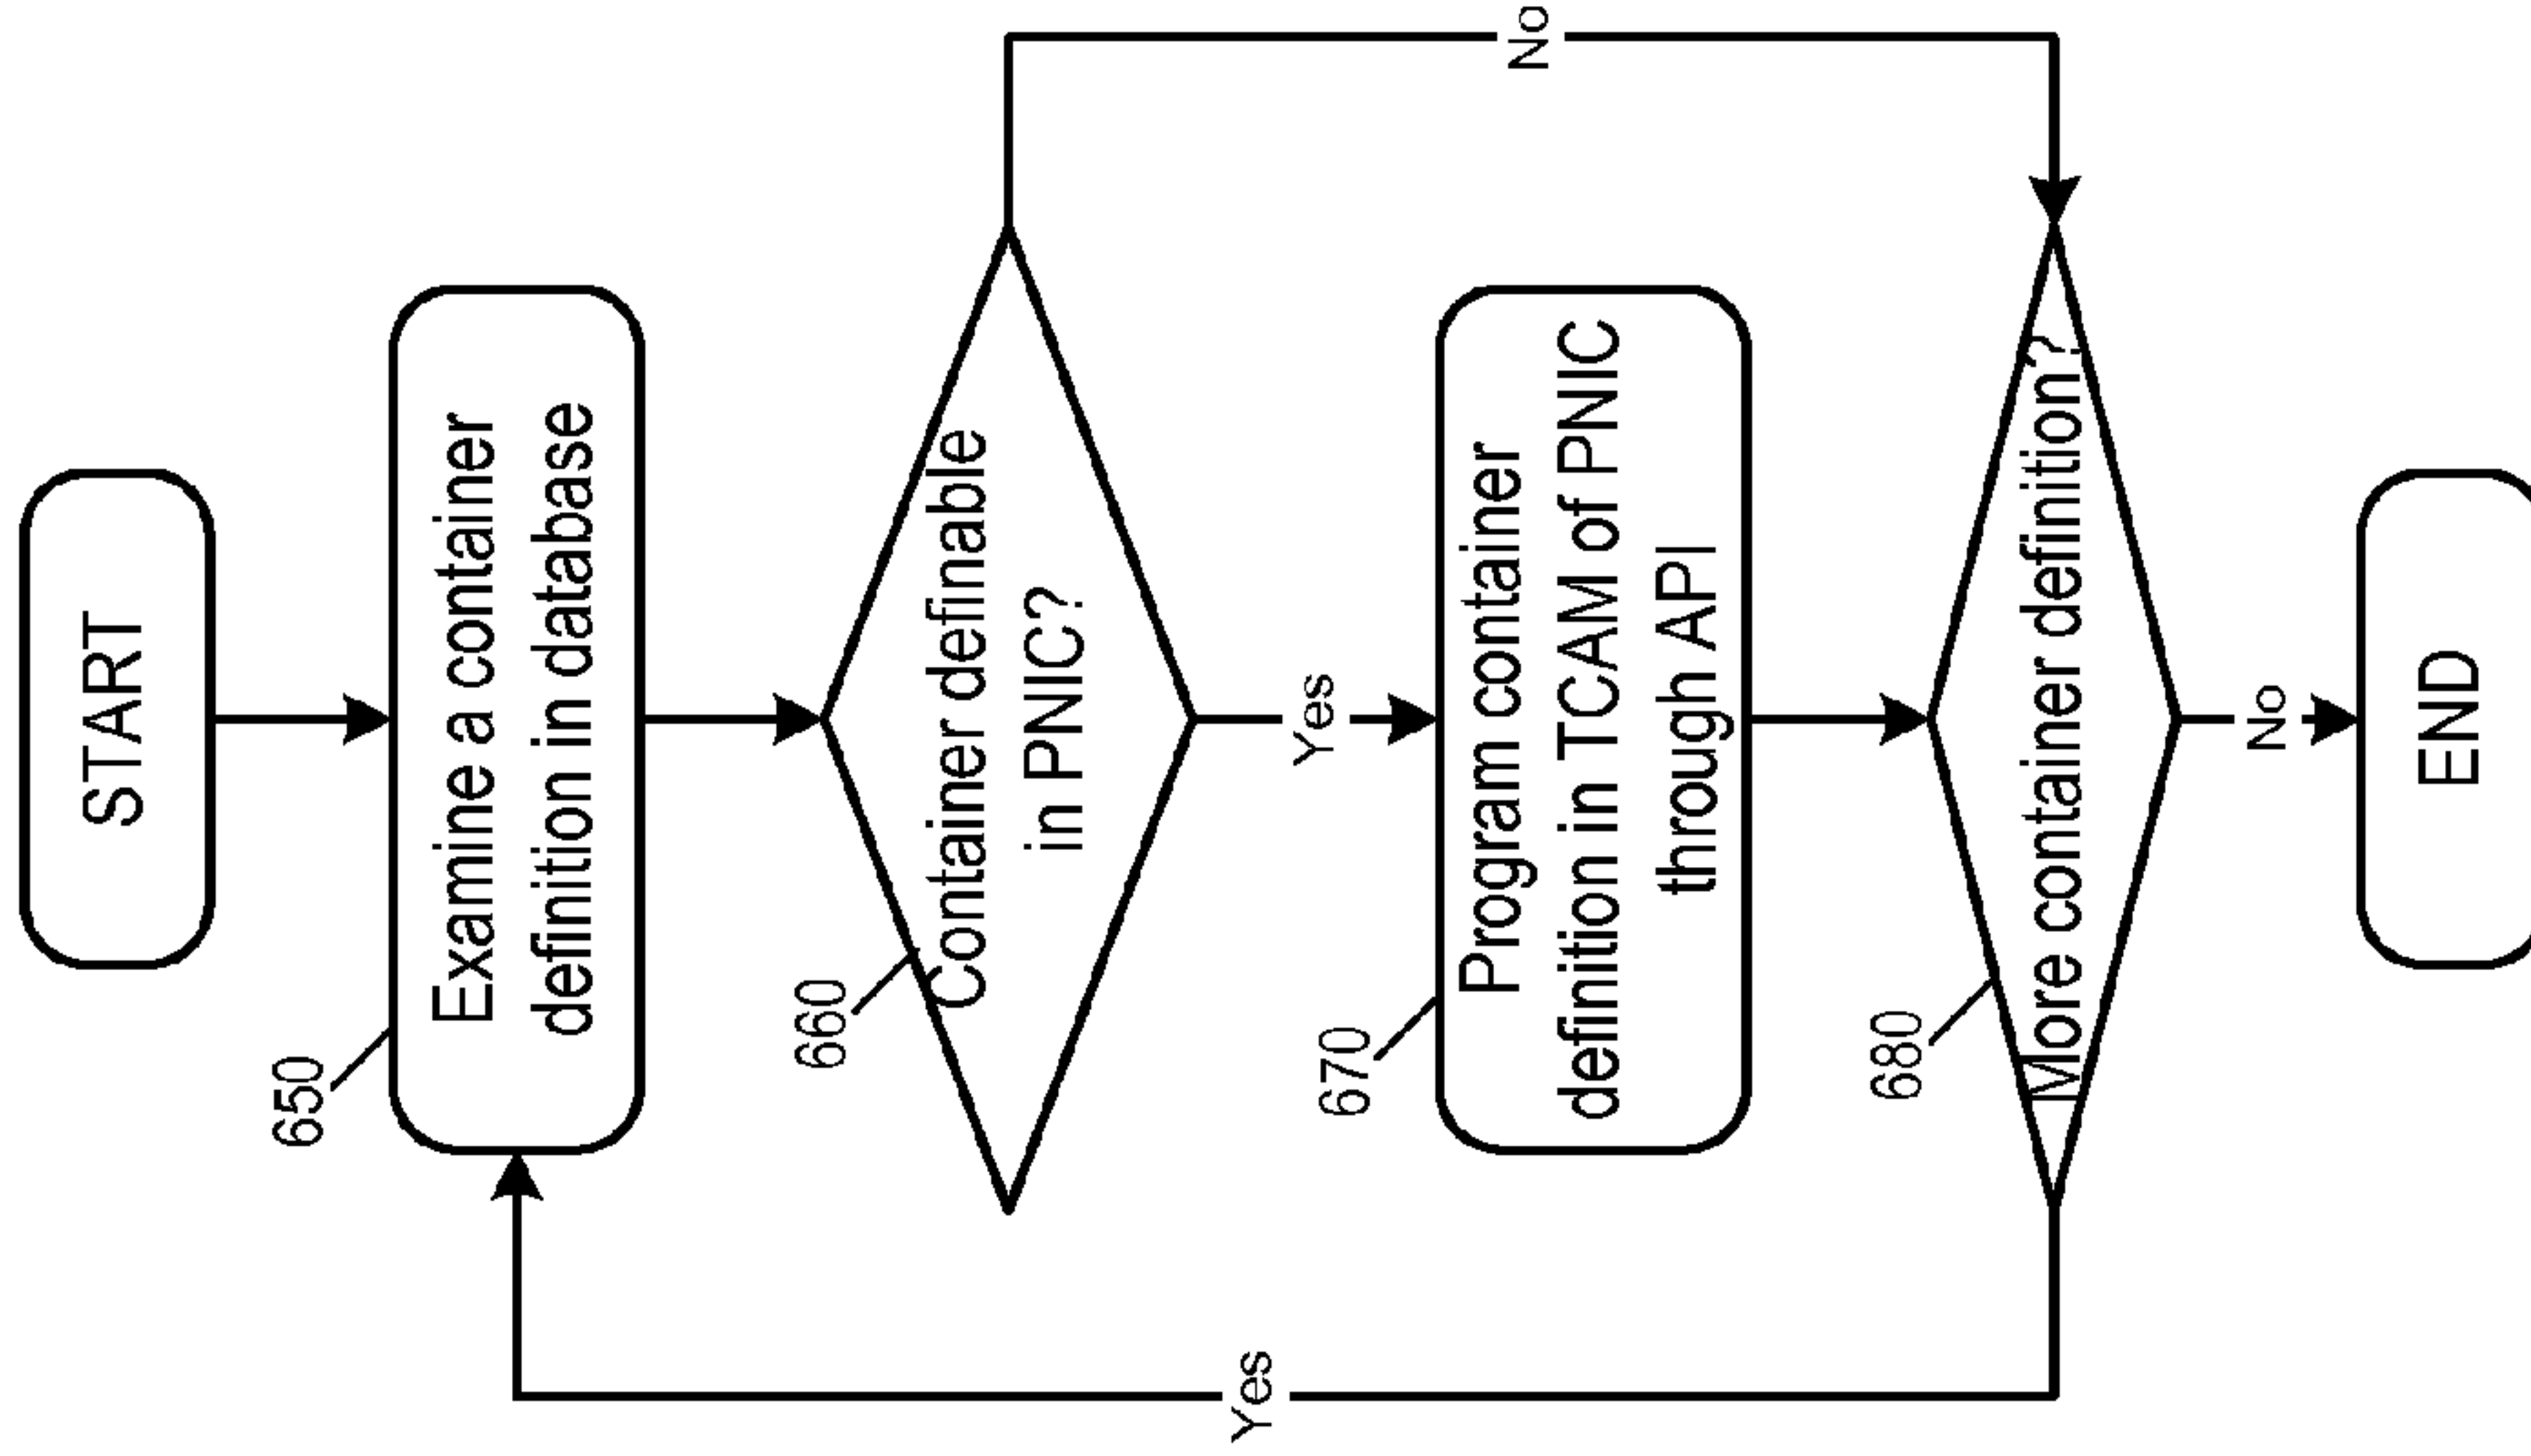 START
650
Examine a container
definition in database
660
Container definable
in PNIC?
No
Yes
670
Program container
definition in TCAM of PNIC
through API
680
More container definition?
Yes
No
END